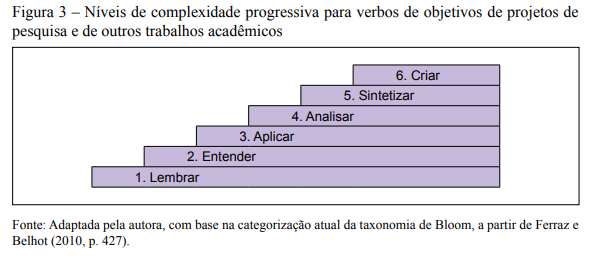 Figura 3 – Níveis de complexidade progressiva para verbos de objetivos de projetos de
pesquisa e de outros trabalhos acadêmicos
6. Criar
5. Sintetizar
4. Analisar
3. Aplicar
2. Entender
1. Lembrar
Fonte: Adaptada pela autora, com base na categorização atual da taxonomia de Bloom, a partir de Ferraz e
Belhot (2010, p. 427).